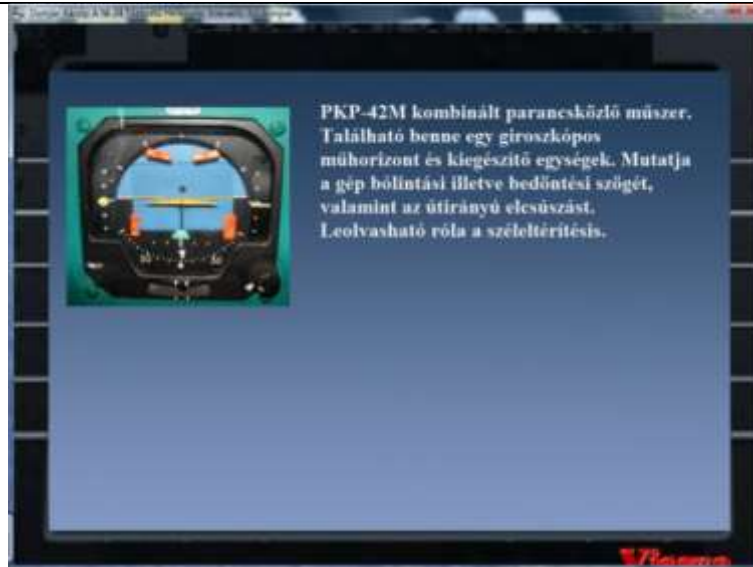 PKP-42M kombinált parancsközlő műszer.
Található benne egy giroszkópos
műhorizont és kiegészítő egységek. Mutatja
a gép bólintási illetve bedöntési szögét,
valamint az útirányú elcsúszást.
Leolvasható róla a széleltérítésis.